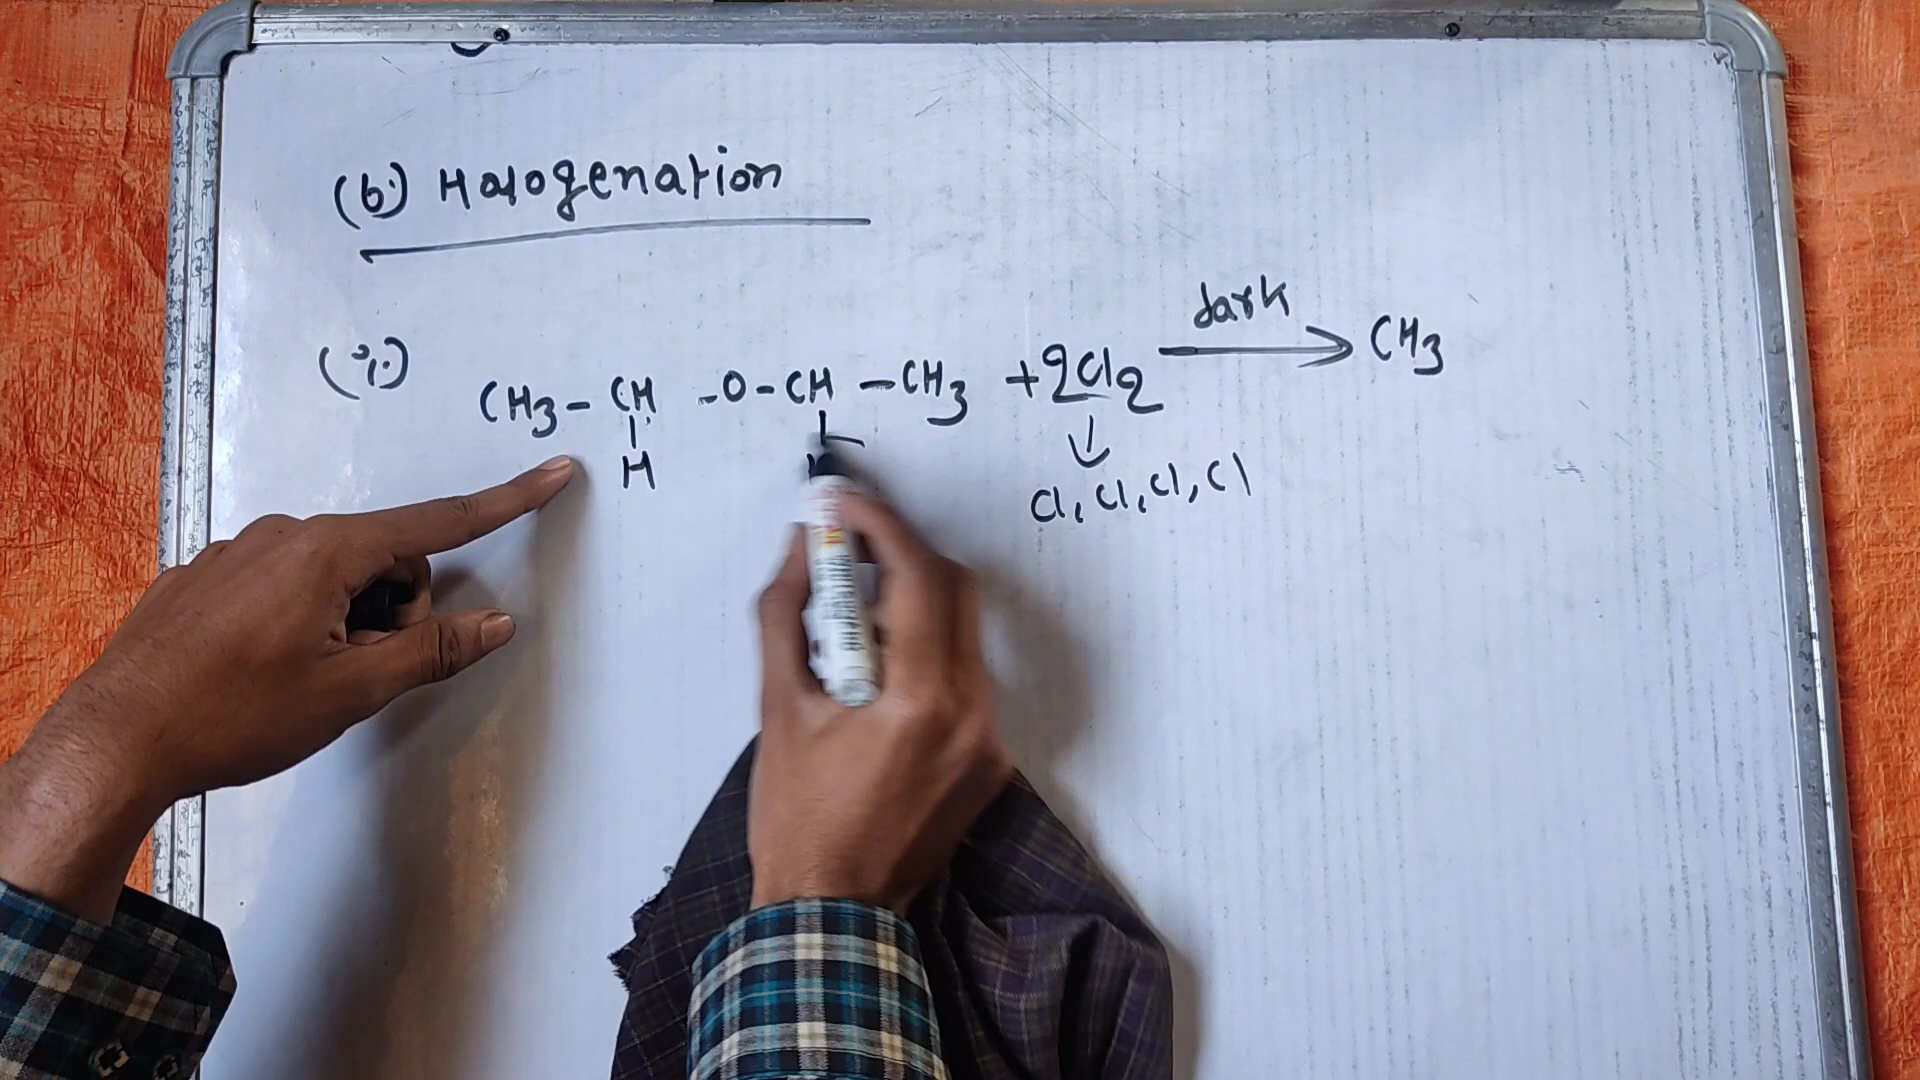 (b.) Halogenation
(i.) CH3 - CH - O - CH - CH3 + 2Cl2 dark CH3
H
Cl, Cl, Cl, Cl